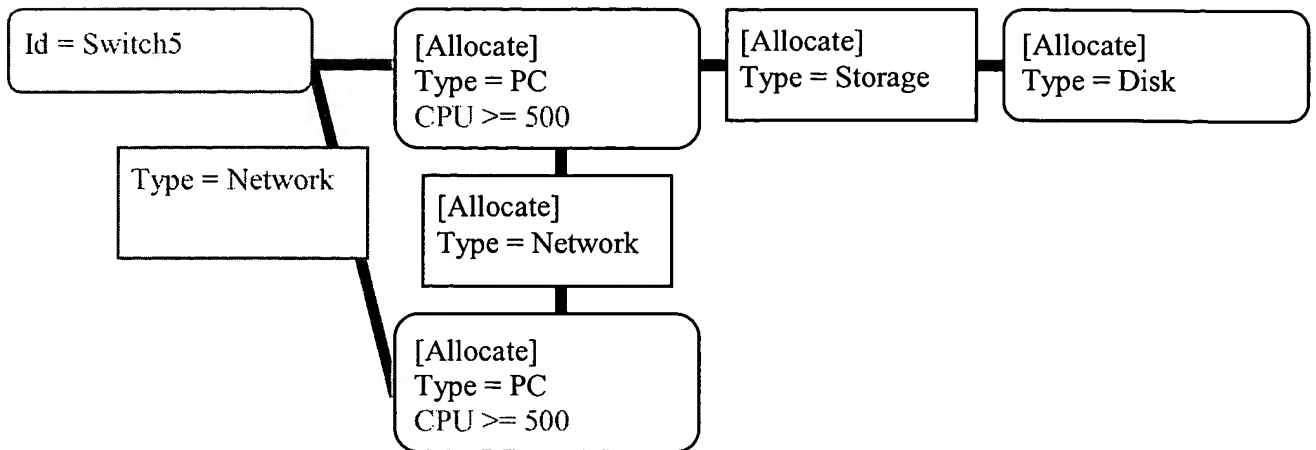 Id = Switch5
[Allocate]
Type = PC
CPU >= 500
[Allocate]
Type = Storage
[Allocate]
Type = Disk
Type = Network
[Allocate]
Type = Network
[Allocate]
Type = PC
CPU >= 500